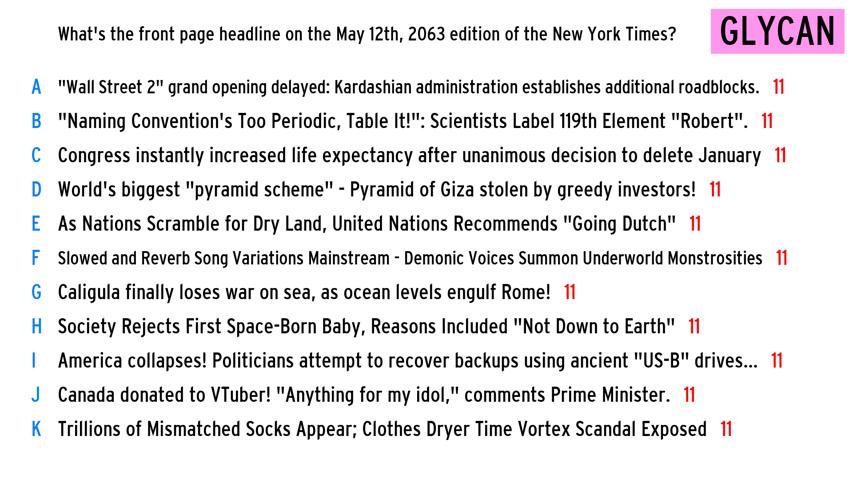 What's the front page headline on the May 12th, 2063 edition of the New York Times?
GLYCAN
A "Wall Street 2" grand opening delayed: Kardashian administration establishes additional roadblocks. 11
B "Naming Convention's Too Periodic, Table It!": Scientists Label 119th Element "Robert". 11
C Congress instantly increased life expectancy after unanimous decision to delete January 11
D World's biggest "pyramid scheme" - Pyramid of Giza stolen by greedy investors! 11
E As Nations Scramble for Dry Land, United Nations Recommends "Going Dutch" 11
F Slowed and Reverb Song Variations Mainstream - Demonic Voices Summon Underworld Monstrosities 11
G Caligula finally loses war on sea, as ocean levels engulf Rome! 11
H Society Rejects First Space-Born Baby, Reasons Included "Not Down to Earth" 11
I America collapses! Politicians attempt to recover backups using ancient "US-B" drives... 11
J Canada donated to VTuber! "Anything for my idol," comments Prime Minister. 11
K Trillions of Mismatched Socks Appear; Clothes Dryer Time Vortex Scandal Exposed 11